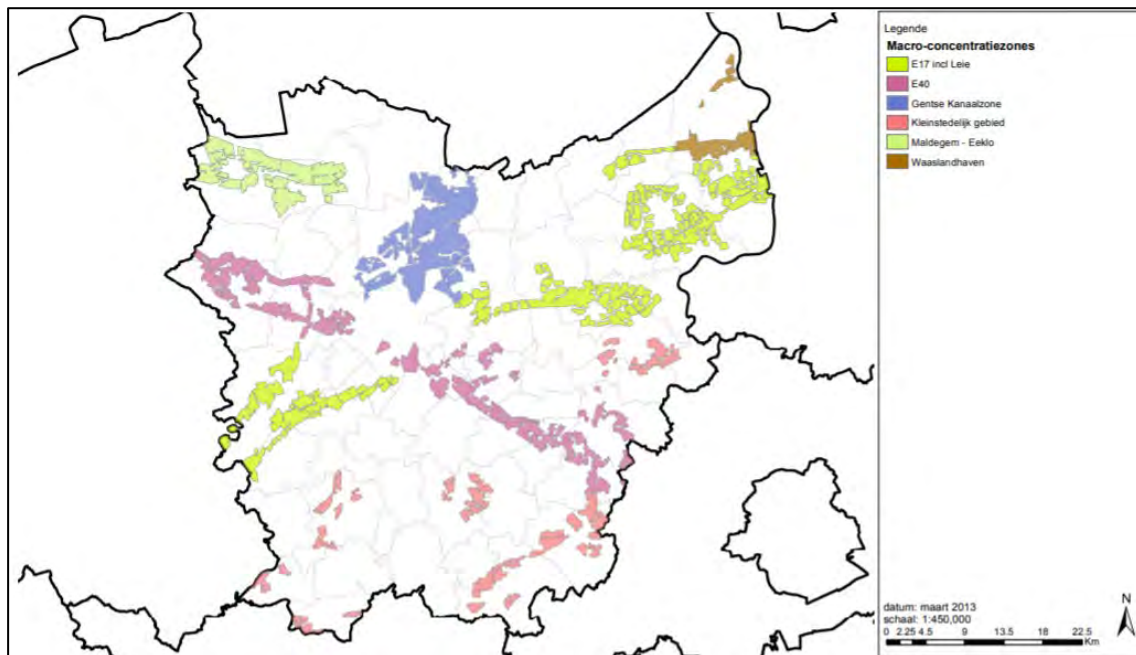 Legende
Macro-concentratiezones
E17 incl Leie
E40
Gentse Kanaalzone
Kleinstedelijk gebied
Maldegem - Eeklo
Waaslandhaven
datum: maart 2013
schaal: 1:450,000
N
0 2.25 4.5 9 13.5 18 22.5
Km